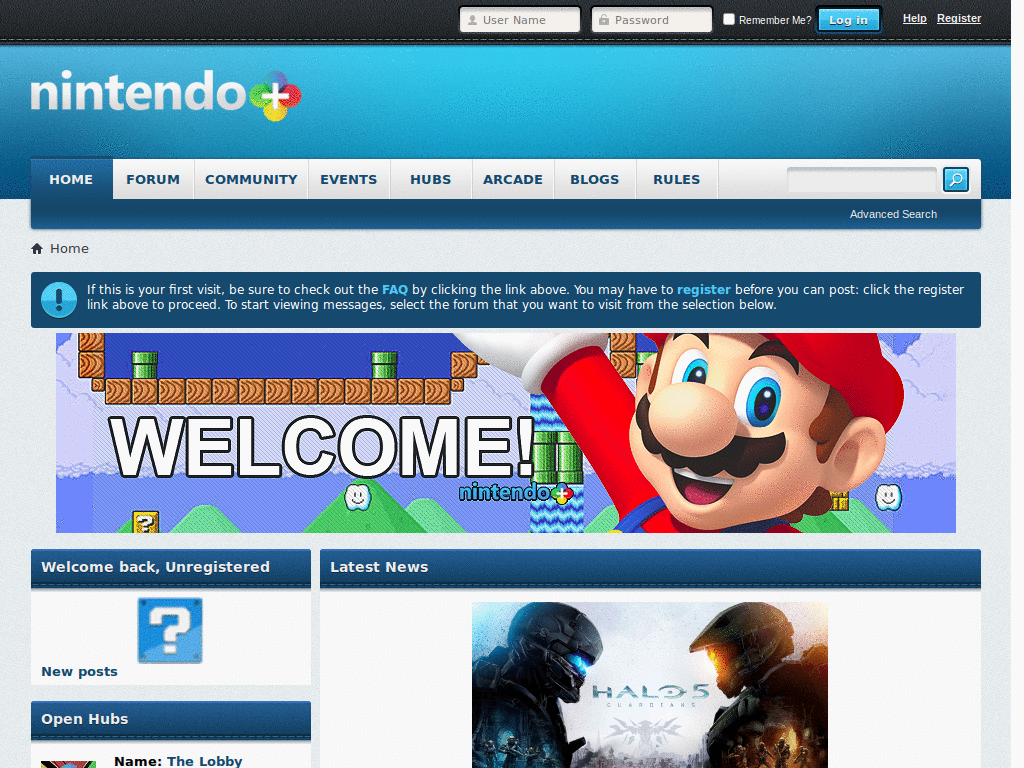 User Name
Password
Remember Me?
Log in
Help
Register
nintendo+
HOME
FORUM
COMMUNITY
EVENTS
HUBS
ARCADE
BLOGS
RULES
Advanced Search
Home
If this is your first visit, be sure to check out the FAQ by clicking the link above. You may have to register before you can post: click the register
link above to proceed. To start viewing messages, select the forum that you want to visit from the selection below.
WELCOME!
nintendo+
Welcome back, Unregistered
New posts
Latest News
HALO 5
GUARDIANS
Open Hubs
Name: The Lobby